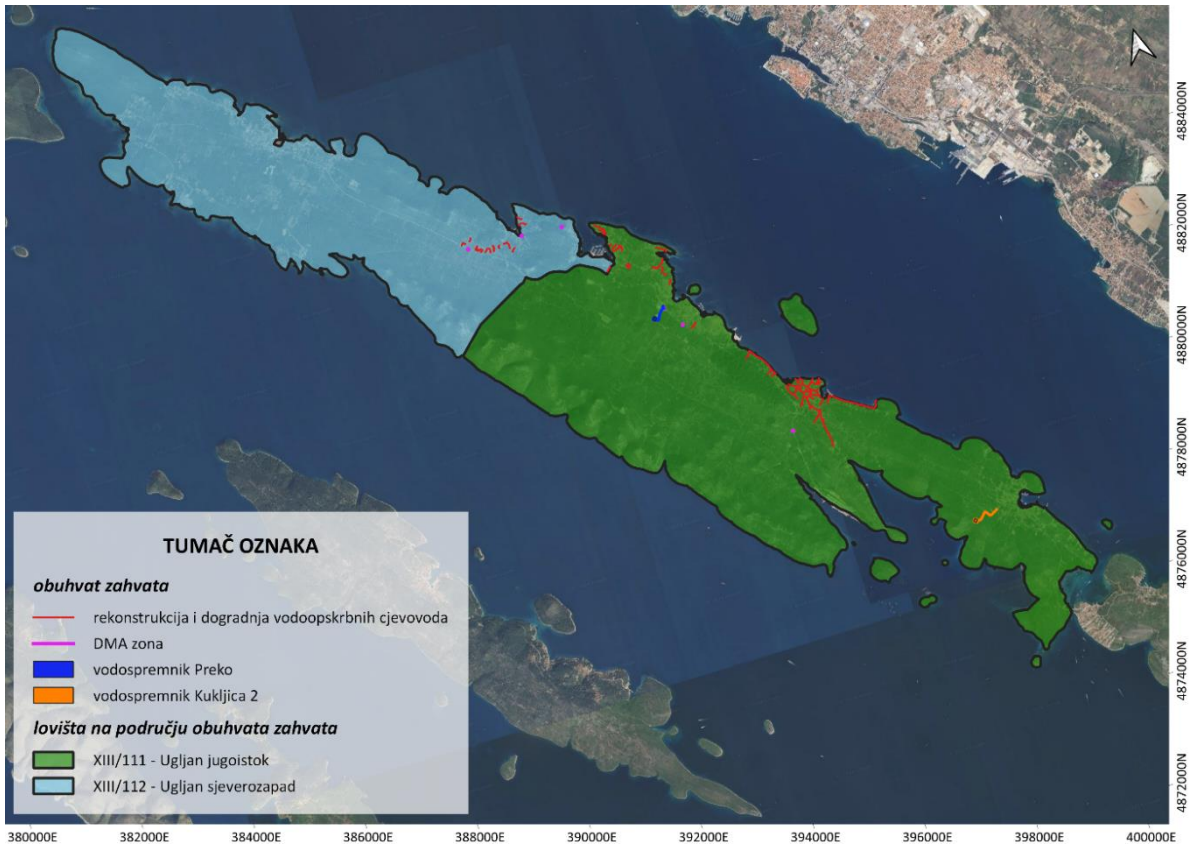 4884000N
4882000N
4880000N
4878000N
4876000N
4874000N
4872000N
TUMAČ OZNAKA
obuhvat zahvata
rekonstrukcija i dogradnja vodoopskrbnih cjevovoda
DMA zona
vodospremnik Preko
vodospremnik Kukljica 2
lovišta na području obuhvata zahvata
XIII/111 - Ugljan jugoistok
XIII/112 - Ugljan sjeverozapad
380000E 382000E 384000E 386000E 388000E 390000E 392000E 394000E 396000E 398000E 400000E